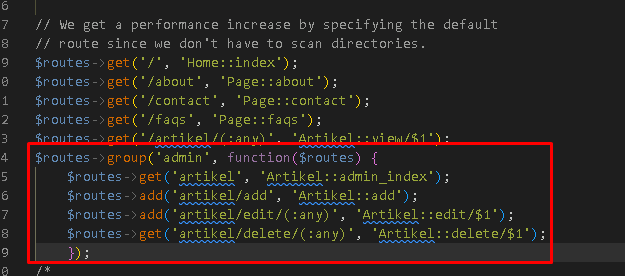 6
7 // We get a performance increase by specifying the default
8 // route since we don't have to scan directories.
9 $routes->get('/', 'Home::index');
0 $routes->get('/about', 'Page::about');
1 $routes->get('/contact', 'Page::contact');
2 $routes->get('/faqs', 'Page::faqs');
3 $routes->get('/artikel/(:any)', 'Artikel::view/$1');
4 $routes->group('admin', function($routes) {
5 $routes->get('artikel', 'Artikel::admin_index');
6 $routes->add('artikel/add', 'Artikel::add');
7 $routes->add('artikel/edit/(:any)', 'Artikel::edit/$1');
8 $routes->get('artikel/delete/(:any)', 'Artikel::delete/$1');
9 });
0 /*